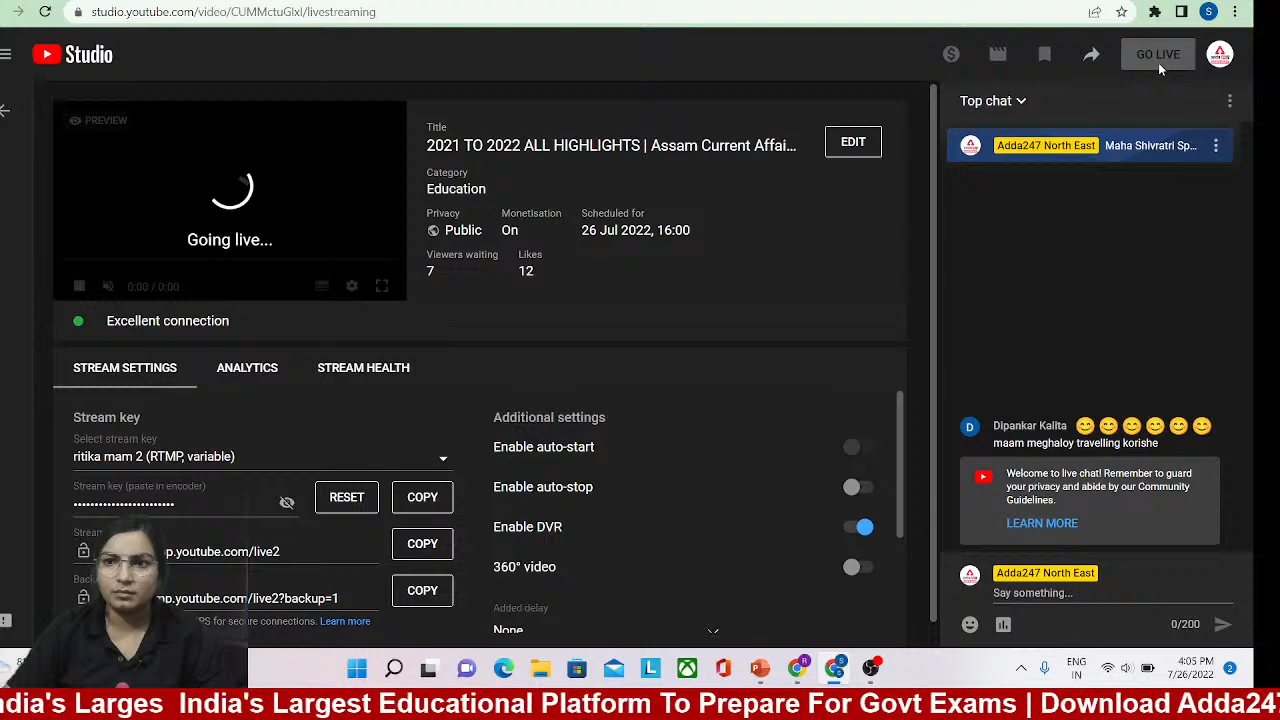 studio.youtube.com/video/CUMMctuGlxI/livestreaming
S
Studio
GO LIVE
PREVIEW
Going live...
0:00 / 0:00
Title
2021 TO 2022 ALL HIGHLIGHTS | Assam Current Affai...
EDIT
Category
Education
Privacy Monetisation Scheduled for
Public On 26 Jul 2022, 16:00
Viewers waiting Likes
7 12
Excellent connection
STREAM SETTINGS ANALYTICS STREAM HEALTH
Stream key
Select stream key
ritika mam 2 (RTMP, variable)
Stream key (paste in encoder)
RESET COPY
Stream
p.youtube.com/live2
COPY
Back
mp.youtube.com/live2?backup=1
COPY
PS for secure connections. Learn more
Additional settings
Enable auto-start
Enable auto-stop
Enable DVR
360° video
Added delay
None
Top chat
Adda247 North East Maha Shivratri Sp...
D Dipankar Kalita 😊😊😊😊😊😊
maam meghaloy travelling korishe
Welcome to live chat! Remember to guard
your privacy and abide by our Community
Guidelines.
LEARN MORE
Adda247 North East
Say something...
0/200
ENG
IN
4:05 PM
7/26/2022
2
ndia's Larges India's Largest Educational Platform To Prepare For Govt Exams | Download Adda247